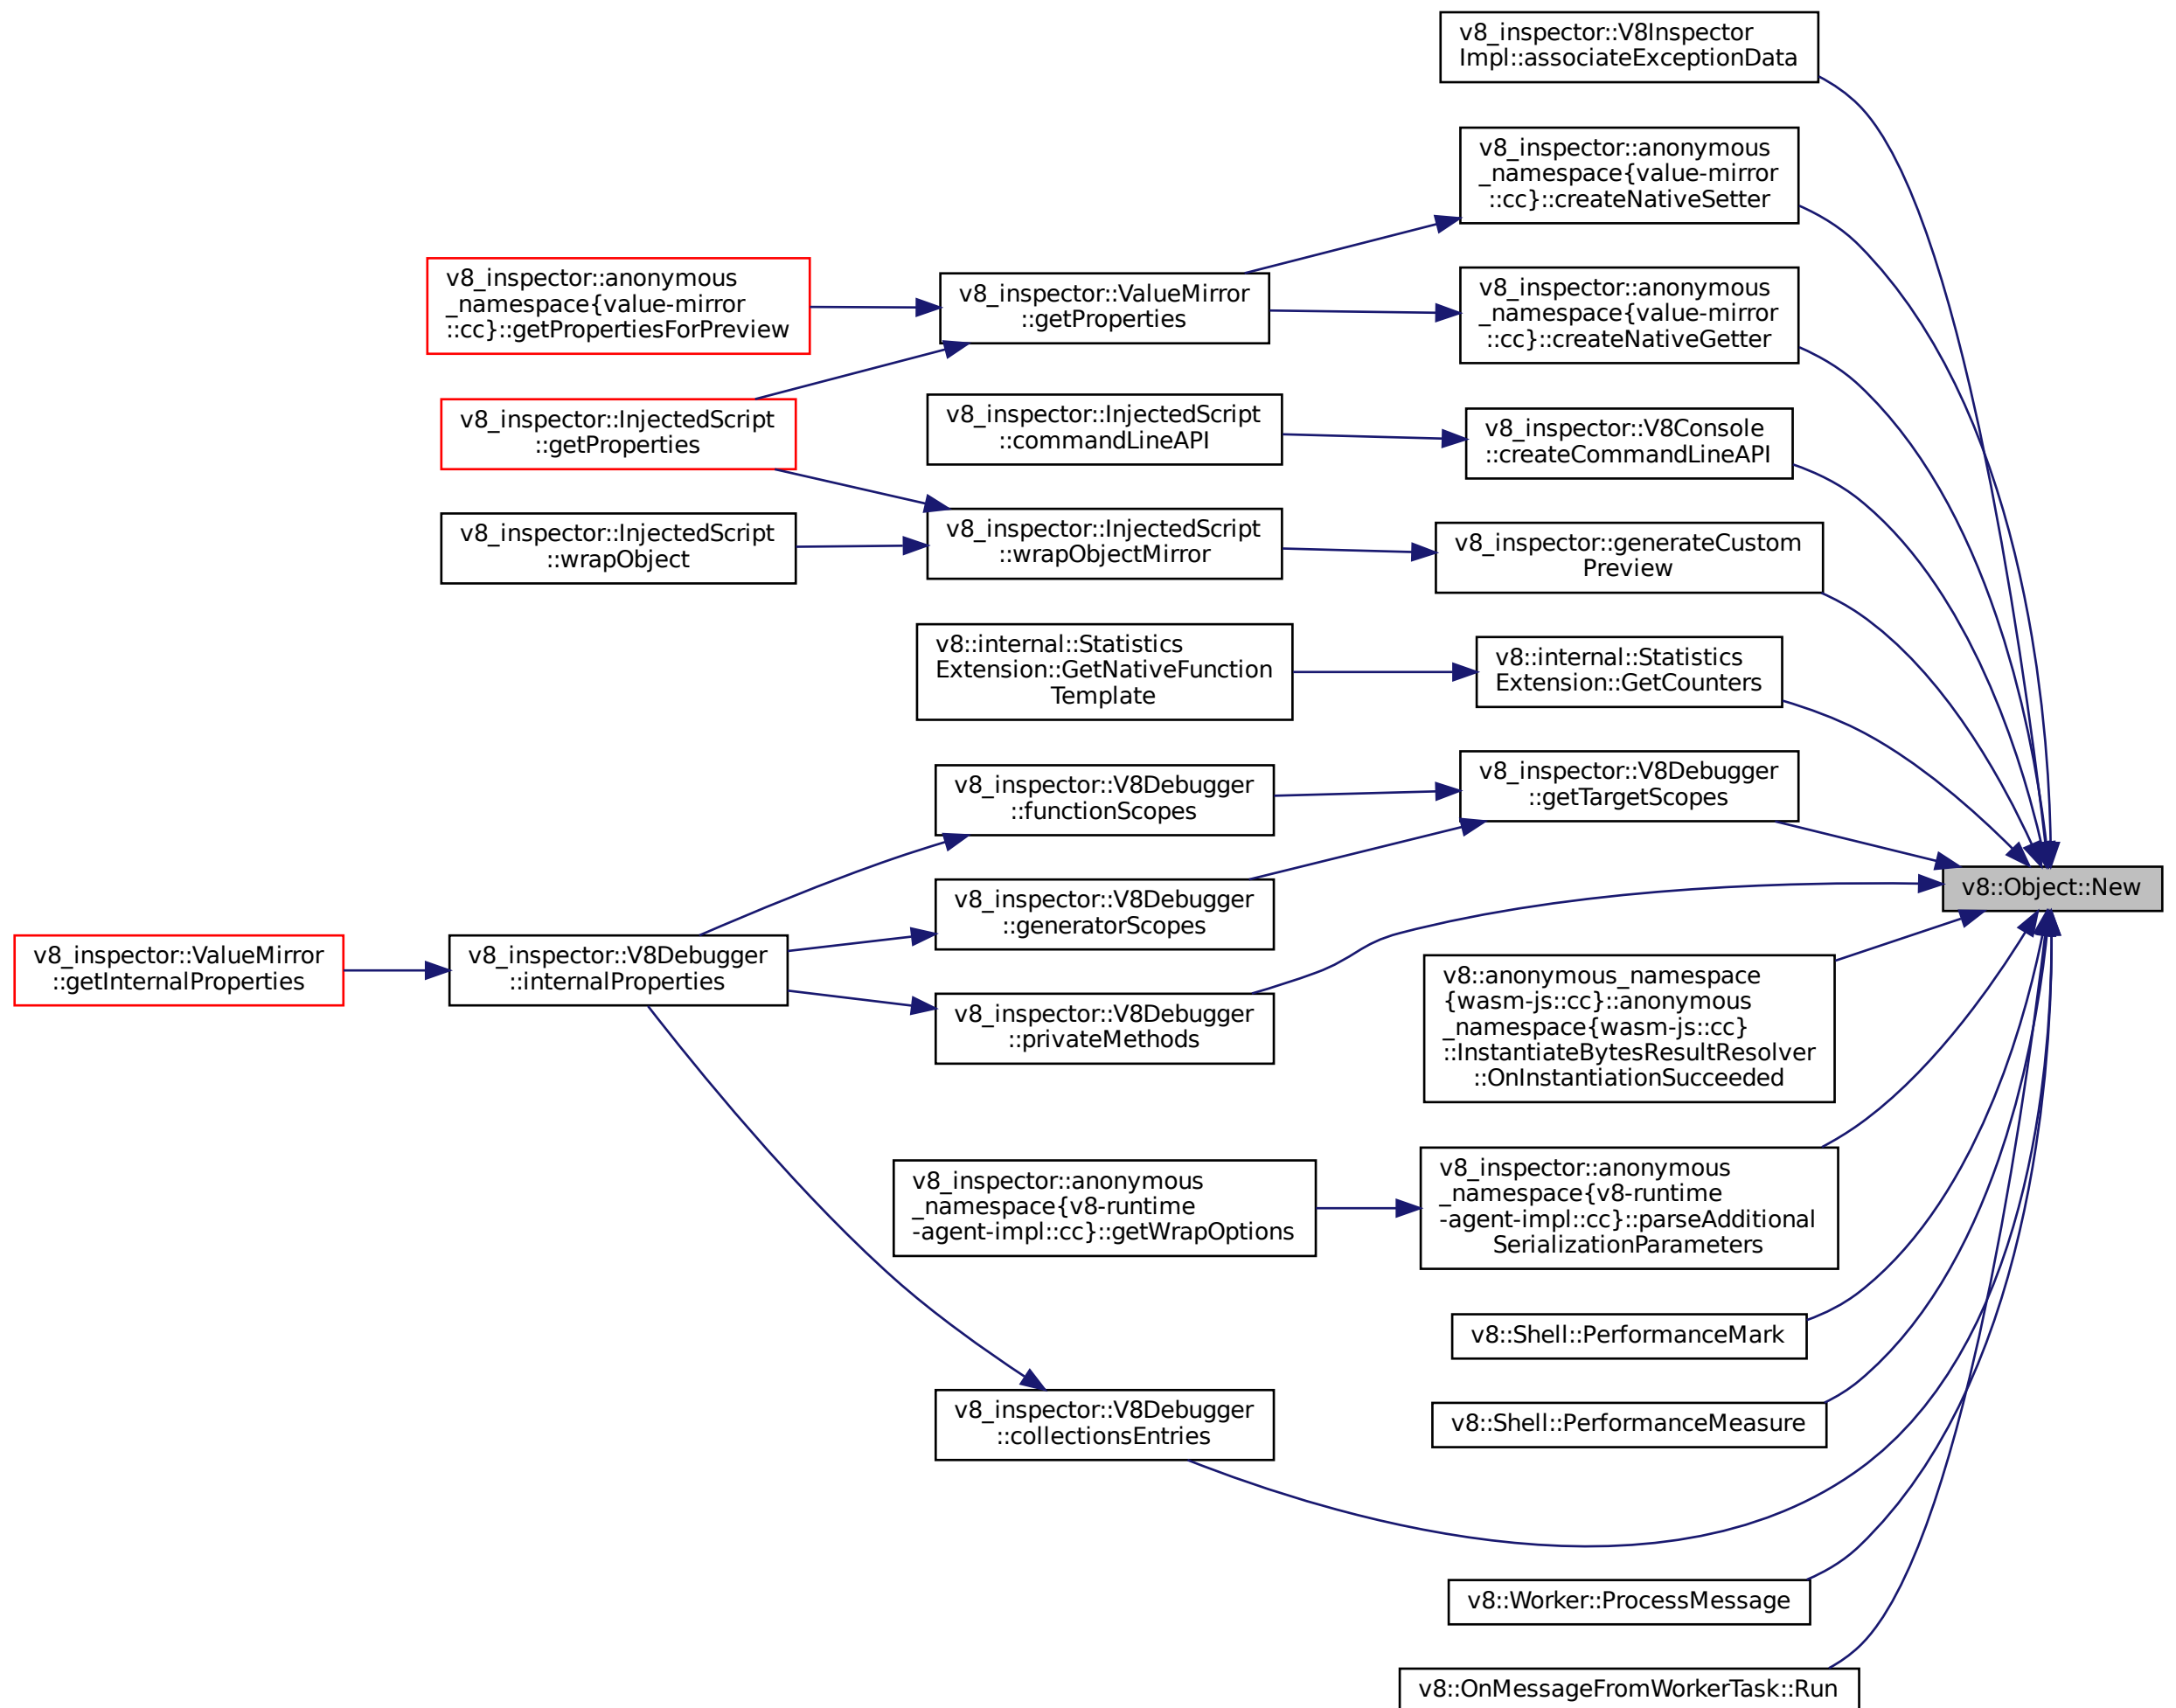 v8_inspector::V8Inspector
Impl::associateExceptionData
v8_inspector::anonymous
_namespace{value-mirror
::cc}::createNativeSetter
v8_inspector::anonymous
_namespace{value-mirror
::cc}::getPropertiesForPreview
v8_inspector::ValueMirror
::getProperties
v8_inspector::anonymous
_namespace{value-mirror
::cc}::createNativeGetter
v8_inspector::InjectedScript
::getProperties
v8_inspector::InjectedScript
::commandLineAPI
v8_inspector::V8Console
::createCommandLineAPI
v8_inspector::InjectedScript
::wrapObject
v8_inspector::InjectedScript
::wrapObjectMirror
v8_inspector::generateCustom
Preview
v8::internal::Statistics
Extension::GetNativeFunction
Template
v8::internal::Statistics
Extension::GetCounters
v8_inspector::V8Debugger
::functionScopes
v8_inspector::V8Debugger
::getTargetScopes
v8::Object::New
v8_inspector::V8Debugger
::generatorScopes
v8_inspector::ValueMirror
::getInternalProperties
v8_inspector::V8Debugger
::internalProperties
v8_inspector::V8Debugger
::privateMethods
v8::anonymous_namespace
{wasm-js::cc}::anonymous
_namespace{wasm-js::cc}
::InstantiateBytesResultResolver
::OnInstantiationSucceeded
v8_inspector::anonymous
_namespace{v8-runtime
-agent-impl::cc}::getWrapOptions
v8_inspector::anonymous
_namespace{v8-runtime
-agent-impl::cc}::parseAdditional
SerializationParameters
v8::Shell::PerformanceMark
v8_inspector::V8Debugger
::collectionsEntries
v8::Shell::PerformanceMeasure
v8::Worker::ProcessMessage
v8::OnMessageFromWorkerTask::Run